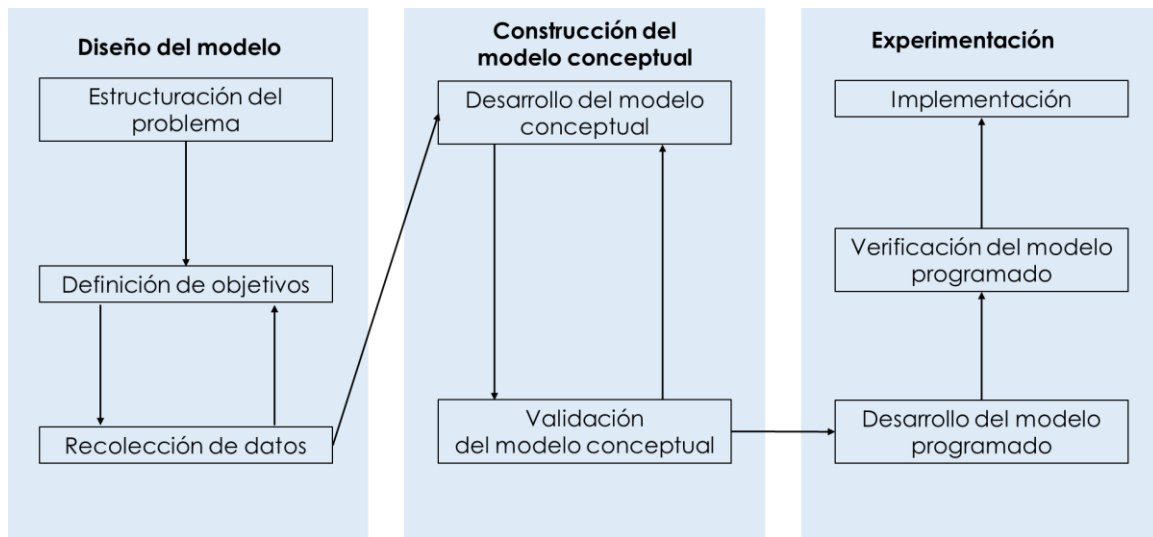 Diseño del modelo
Estructuración del
problema
Definición de objetivos
Recolección de datos
Construcción del
modelo conceptual
Desarrollo del modelo
conceptual
Validación
del modelo conceptual
Experimentación
Implementación
Verificación del modelo
programado
Desarrollo del modelo
programado